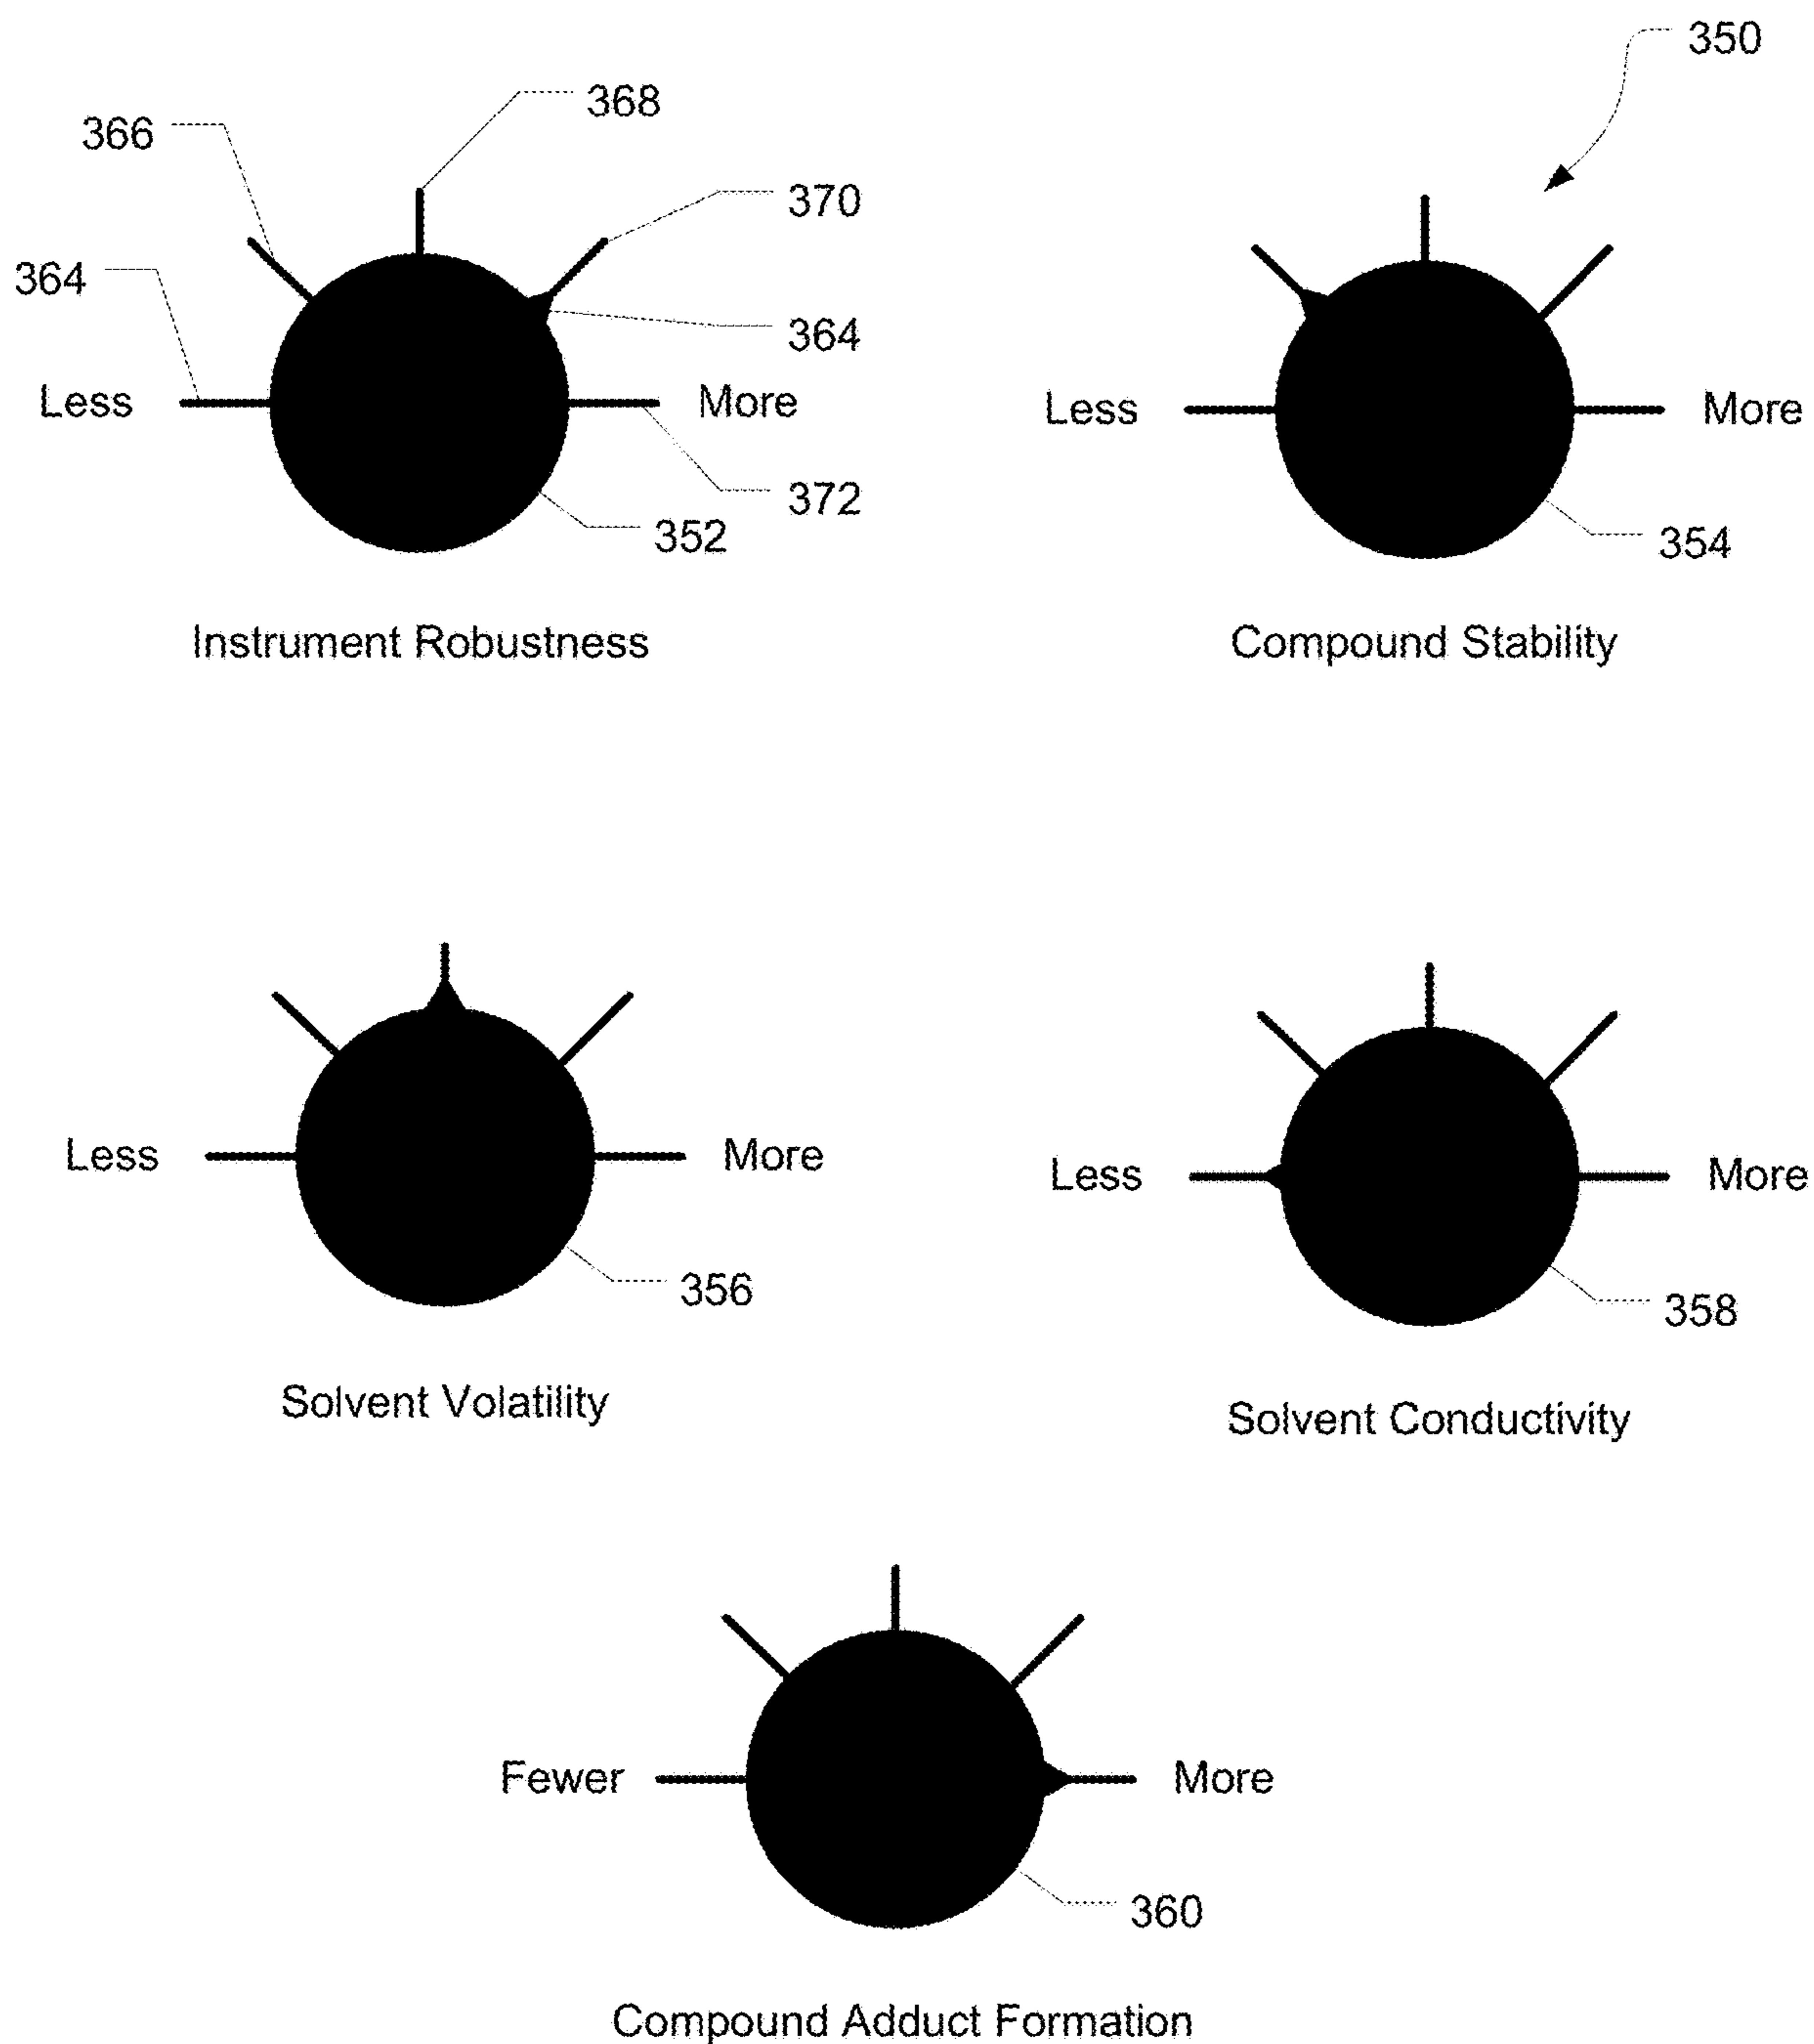 350
368
366
370
364
364
Less
More
372
352
Instrument Robustness
Less
More
354
Compound Stability
Less
More
356
Solvent Volatility
Less
More
358
Solvent Conductivity
Fewer
More
360
Compound Adduct Formation